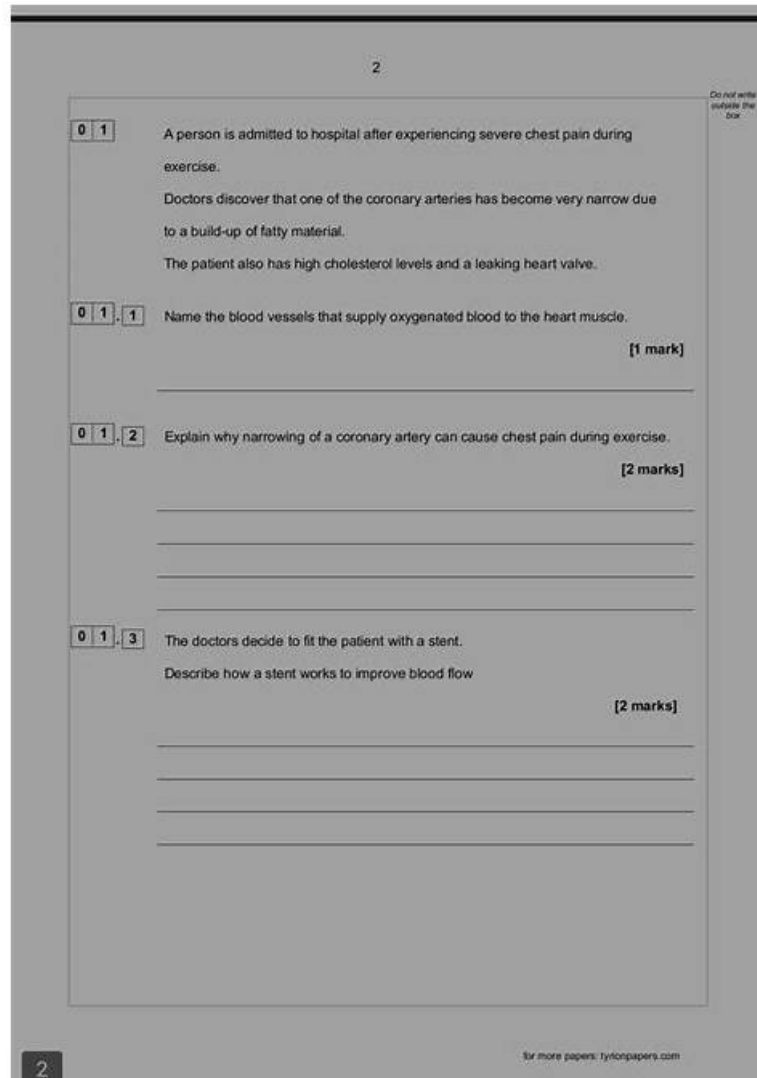 2
Do not write
outside the
box
0 1 A person is admitted to hospital after experiencing severe chest pain during
exercise.
Doctors discover that one of the coronary arteries has become very narrow due
to a build-up of fatty material.
The patient also has high cholesterol levels and a leaking heart valve.
0 1 . 1 Name the blood vessels that supply oxygenated blood to the heart muscle.
[1 mark]
0 1 . 2 Explain why narrowing of a coronary artery can cause chest pain during exercise.
[2 marks]
0 1 . 3 The doctors decide to fit the patient with a stent.
Describe how a stent works to improve blood flow
[2 marks]
for more papers: tyrionpapers.com
2